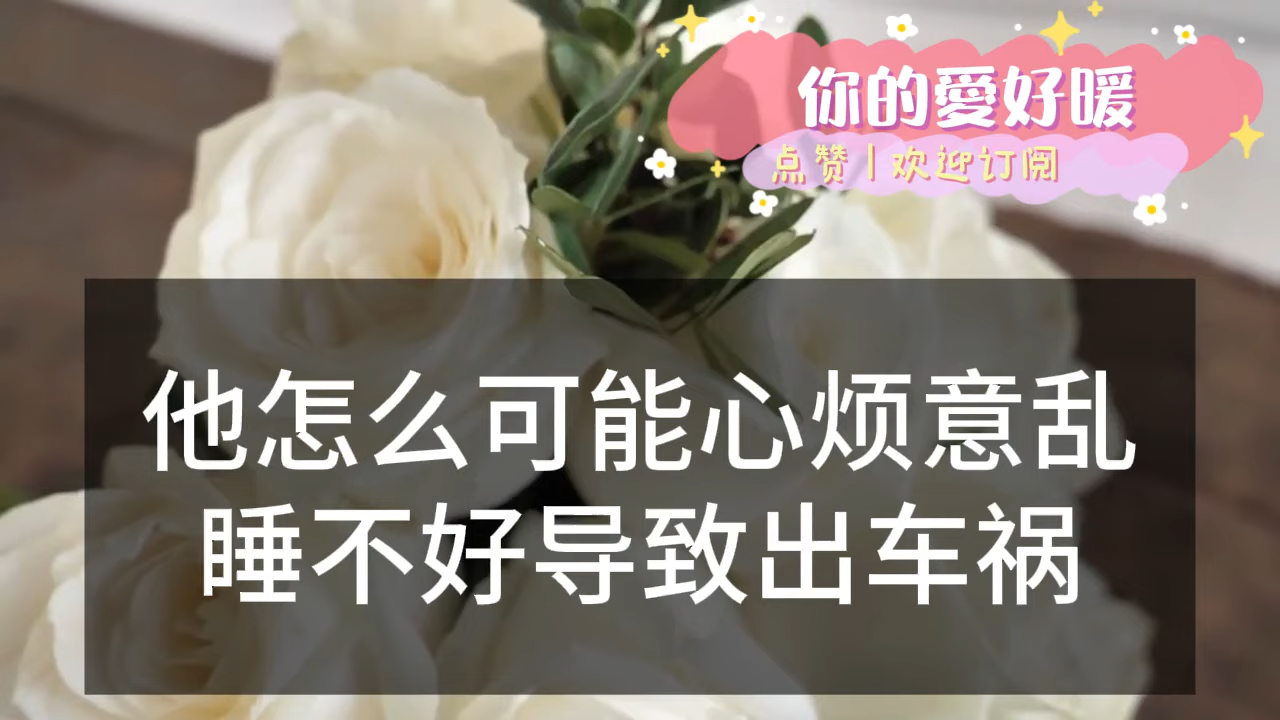 你的愛好暖
点赞丨欢迎订阅
他怎么可能心烦意乱
睡不好导致出车祸